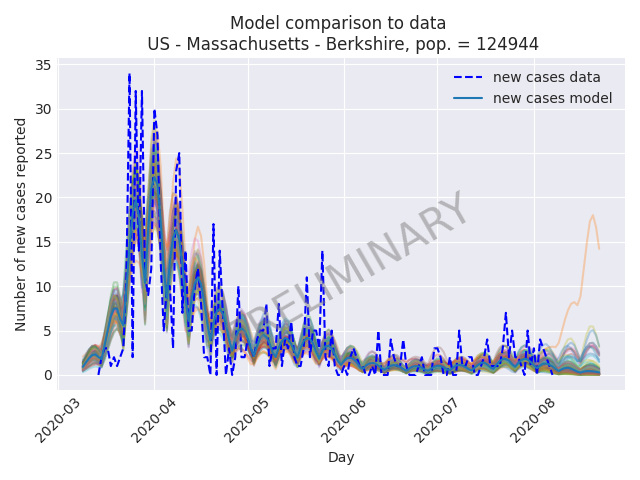 Model comparison to data
US - Massachusetts - Berkshire, pop. = 124944
Number of new cases reported
35
30
25
20
15
10
5
0
new cases data
new cases model
PRELIMINARY
2020-03
2020-04
2020-05
2020-06
2020-07
2020-08
Day